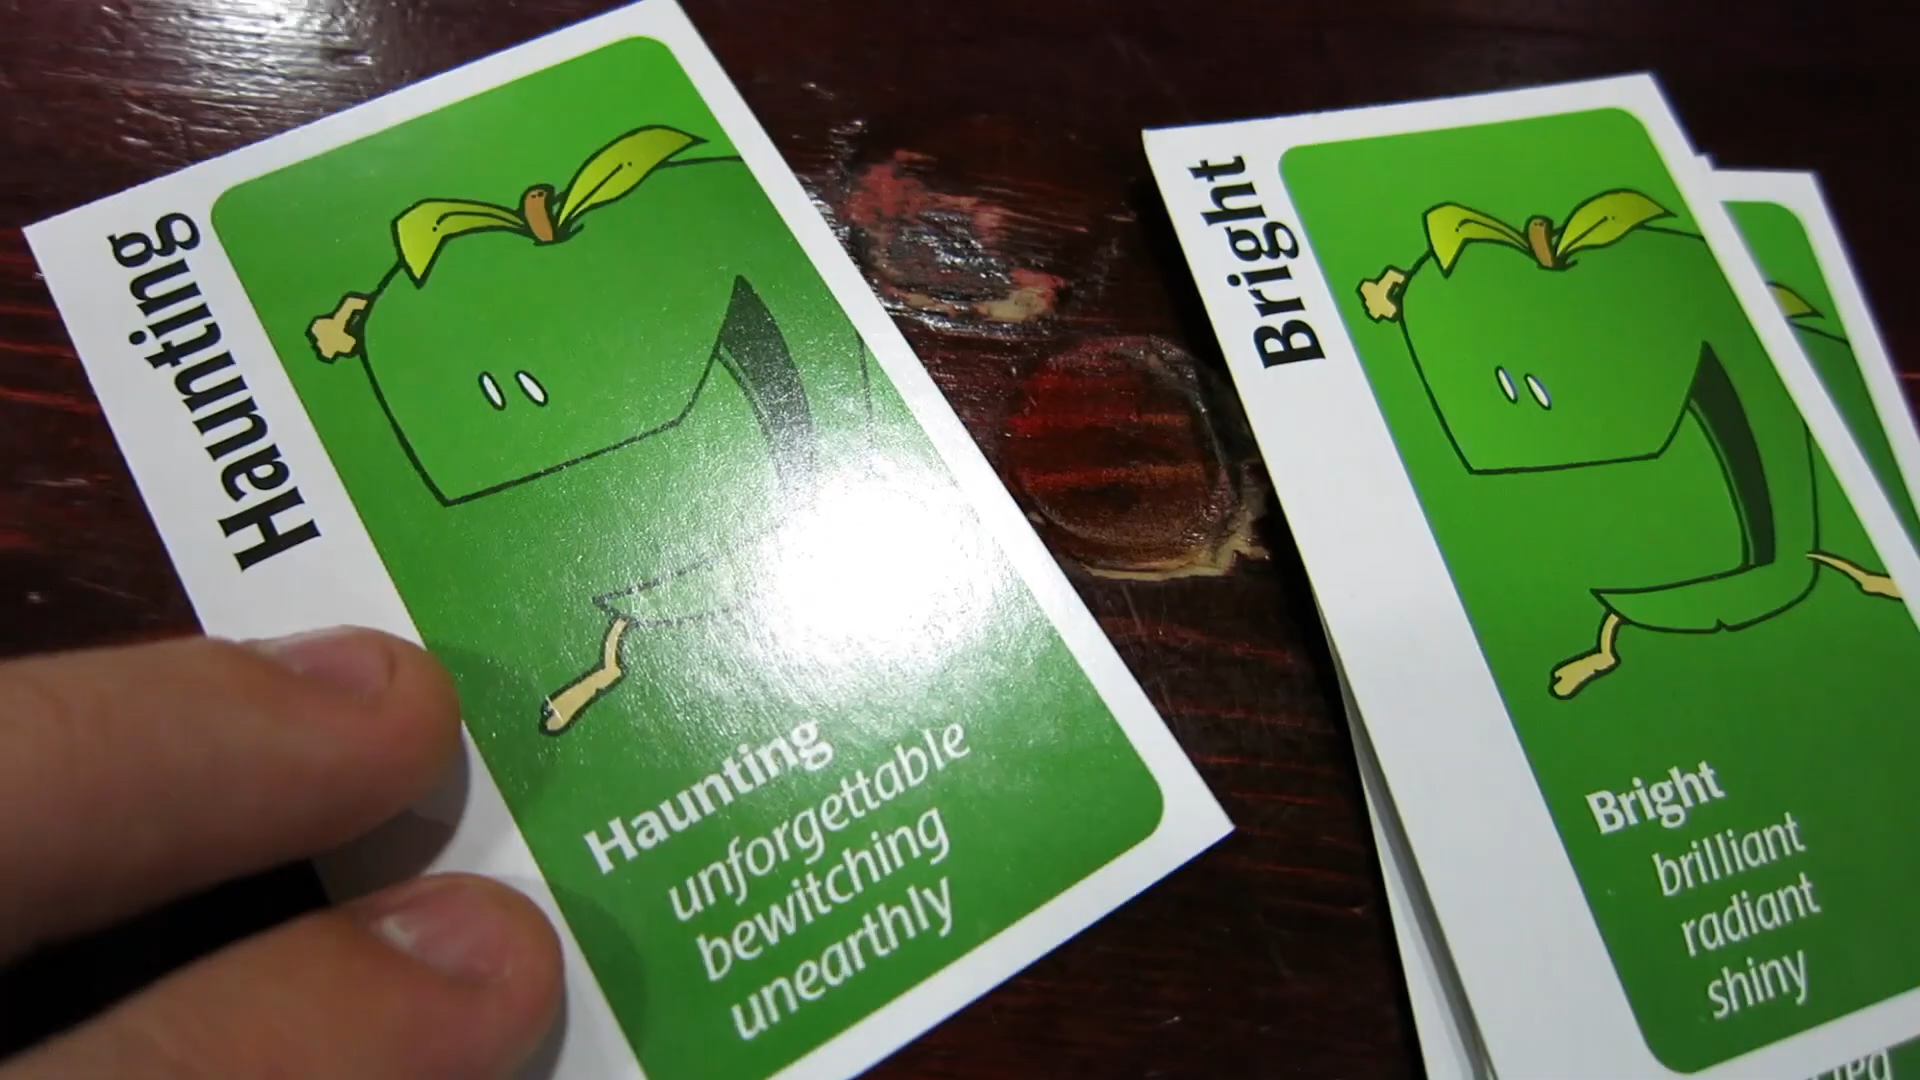 Haunting
Haunting
unforgettable
bewitching
unearthly
Bright
Bright
brilliant
radiant
shiny